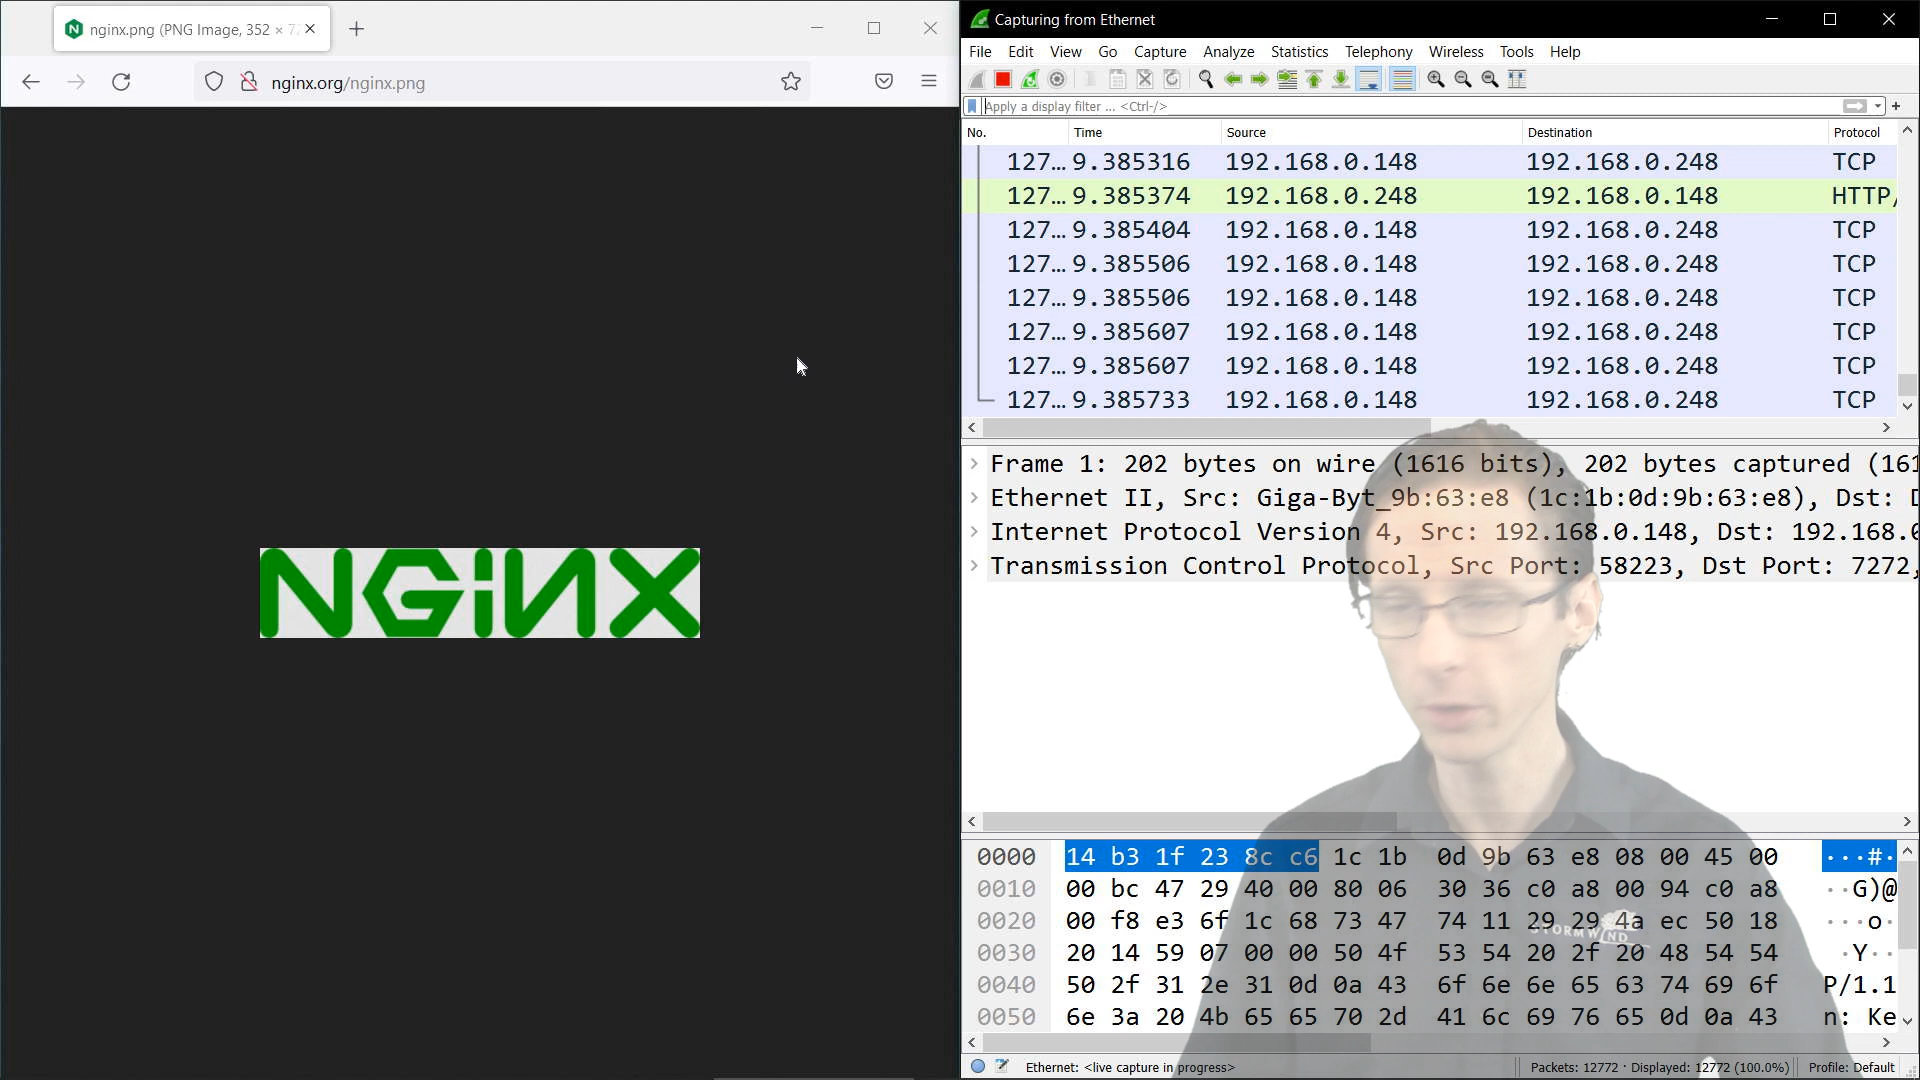 nginx.png (PNG Image, 352 × 7
nginx.org/nginx.png
NGiNX
Capturing from Ethernet
File Edit View Go Capture Analyze Statistics Telephony Wireless Tools Help
Apply a display filter ... <Ctrl-/>
No. Time Source Destination Protocol
127... 9.385316 192.168.0.148 192.168.0.248 TCP
127... 9.385374 192.168.0.248 192.168.0.148 HTTP/
127... 9.385404 192.168.0.148 192.168.0.248 TCP
127... 9.385506 192.168.0.148 192.168.0.248 TCP
127... 9.385506 192.168.0.148 192.168.0.248 TCP
127... 9.385607 192.168.0.148 192.168.0.248 TCP
127... 9.385607 192.168.0.148 192.168.0.248 TCP
127... 9.385733 192.168.0.148 192.168.0.248 TCP
Frame 1: 202 bytes on wire (1616 bits), 202 bytes captured (161
Ethernet II, Src: Giga-Byt_9b:63:e8 (1c:1b:0d:9b:63:e8), Dst:
Internet Protocol Version 4, Src: 192.168.0.148, Dst: 192.168.0
Transmission Control Protocol, Src Port: 58223, Dst Port: 7272,
0000 14 b3 1f 23 8c c6 1c 1b 0d 9b 63 e8 08 00 45 00 ···#·
0010 00 bc 47 29 40 00 80 06 30 36 c0 a8 00 94 c0 a8 ··G)@
0020 00 f8 e3 6f 1c 68 73 47 74 11 29 29 4a ec 50 18 ···o·
0030 20 14 59 07 00 00 50 4f 53 54 20 2f 20 48 54 54 ·Y··
0040 50 2f 31 2e 31 0d 0a 43 6f 6e 6e 65 63 74 69 6f P/1.1
0050 6e 3a 20 4b 65 65 70 2d 41 6c 69 76 65 0d 0a 43 n: Ke
STORMWIND
Ethernet: <live capture in progress> Packets: 12772 · Displayed: 12772 (100.0%) Profile: Default